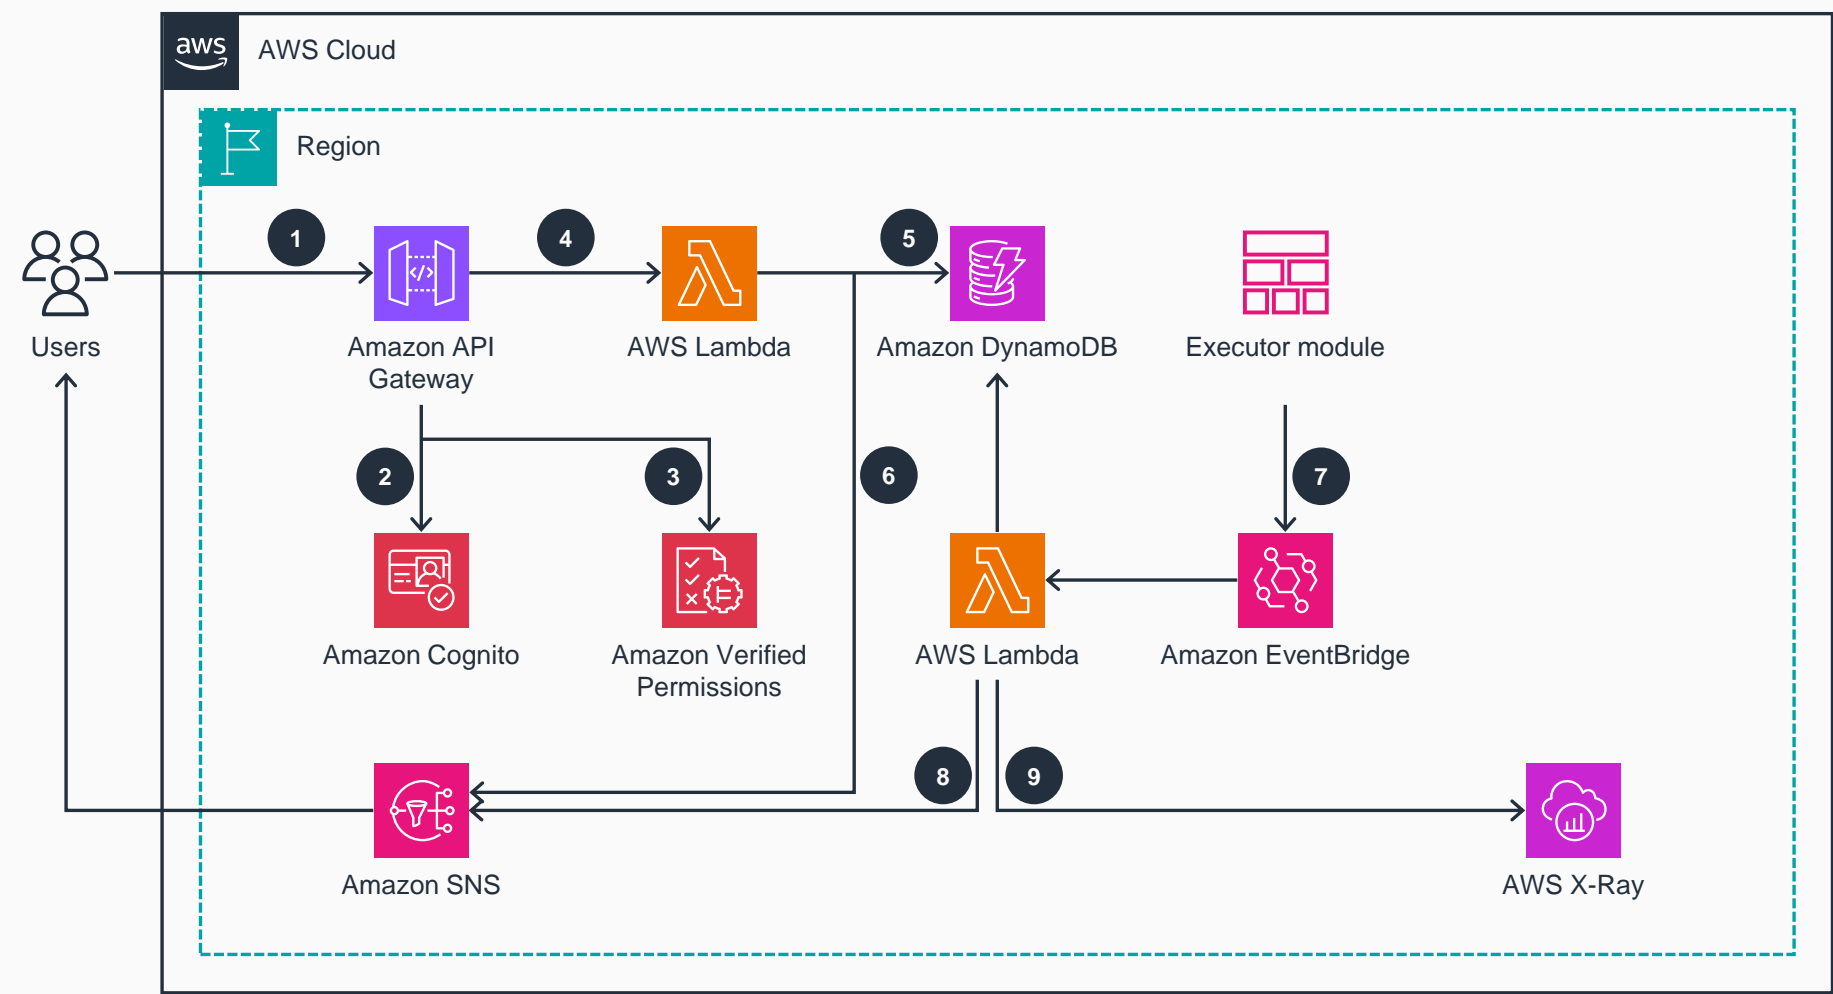 aws
AWS Cloud
Region
1
4
5
</>
Users
Amazon API
Gateway
AWS Lambda
Amazon DynamoDB
Executor module
2
3
6
7
Amazon Cognito
Amazon Verified
Permissions
AWS Lambda
Amazon EventBridge
8
9
Amazon SNS
AWS X-Ray